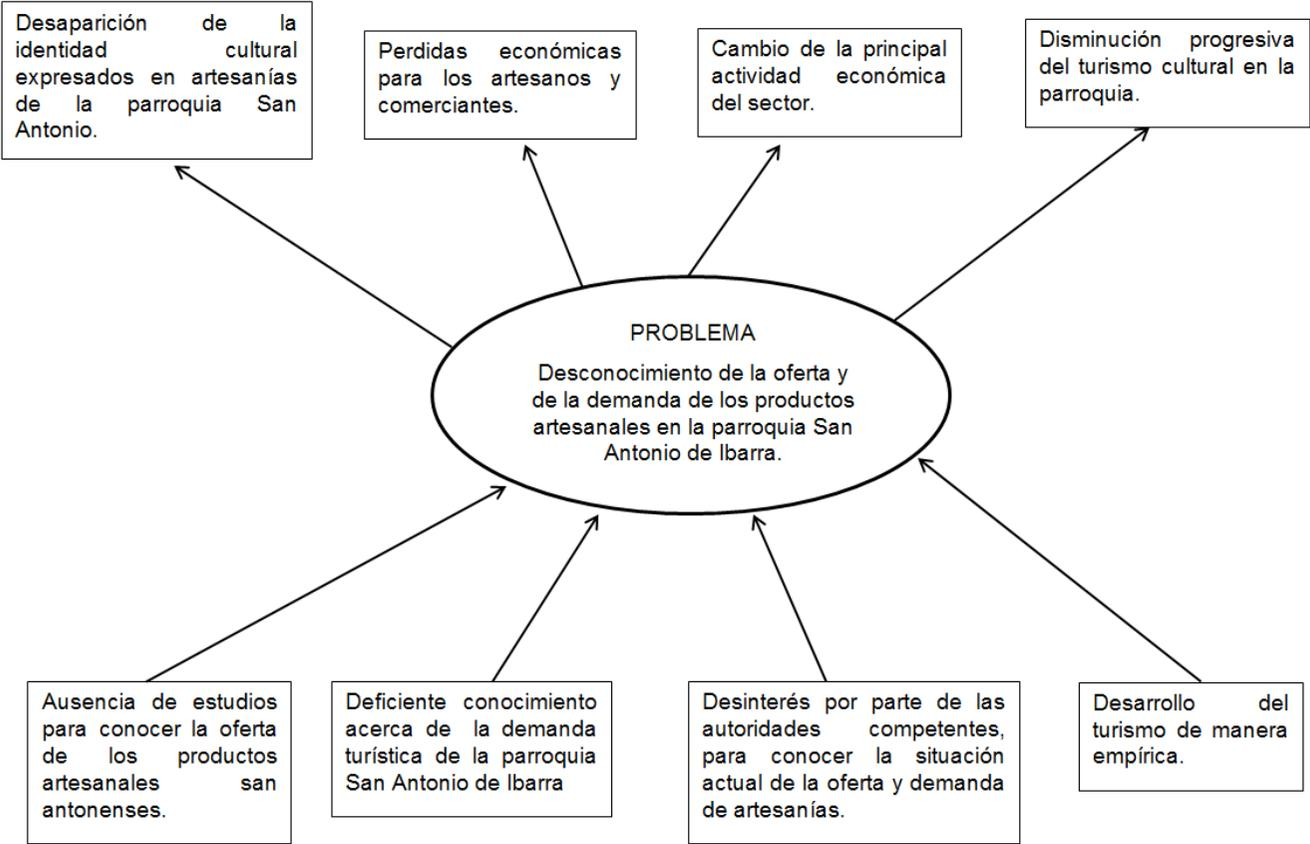 Desaparición de la
identidad cultural
expresados en artesanías
de la parroquia San
Antonio.
Perdidas económicas
para los artesanos y
comerciantes.
Cambio de la principal
actividad económica
del sector.
Disminución progresiva
del turismo cultural en la
parroquia.
PROBLEMA
Desconocimiento de la oferta y
de la demanda de los productos
artesanales en la parroquia San
Antonio de Ibarra.
Ausencia de estudios
para conocer la oferta
de los productos
artesanales san
antonenses.
Deficiente conocimiento
acerca de la demanda
turística de la parroquia
San Antonio de Ibarra
Desinterés por parte de las
autoridades competentes,
para conocer la situación
actual de la oferta y demanda
de artesanías.
Desarrollo del
turismo de manera
empírica.